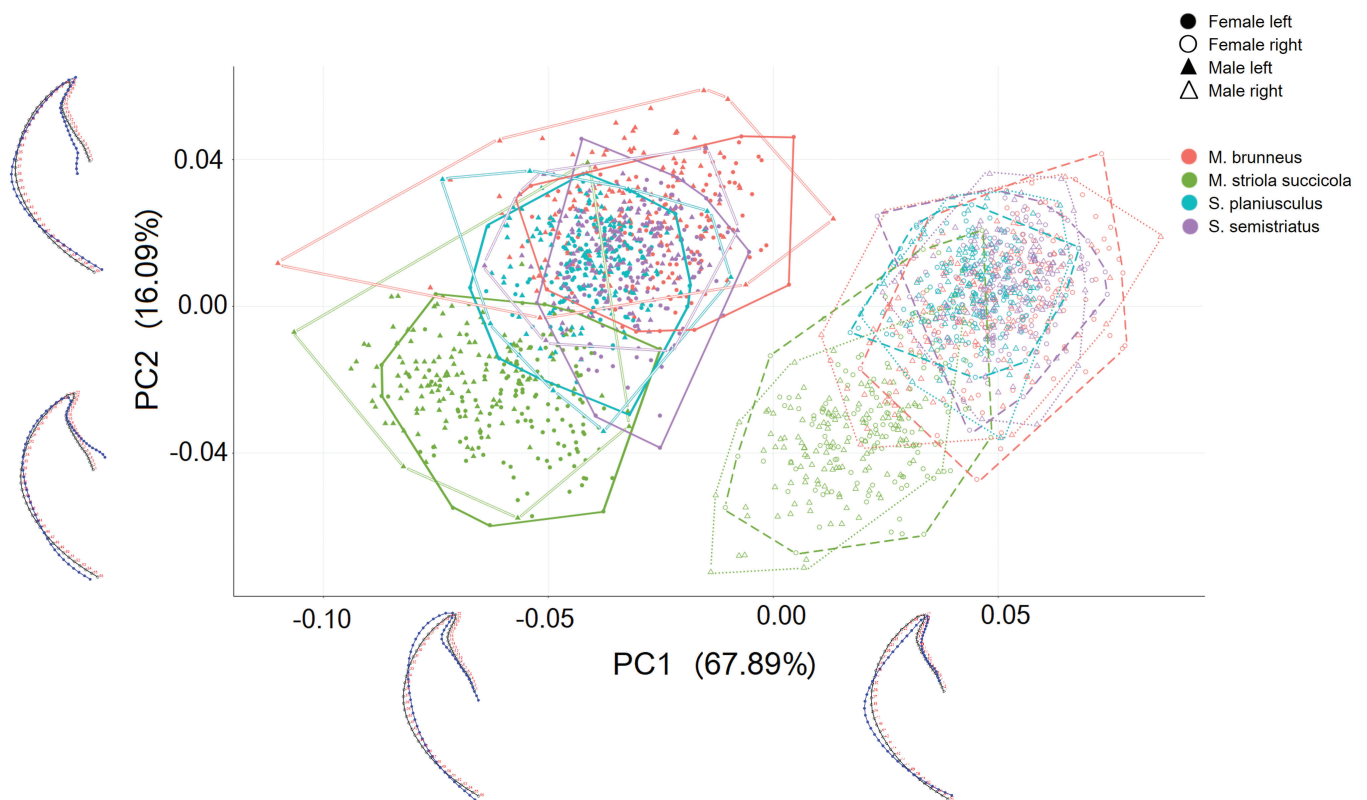 Female left
Female right
Male left
Male right
M. brunneus
M. striola succicola
S. planiusculus
S. semistriatus
PC2 (16.09%)
0.04
0.00
-0.04
-0.10
-0.05
0.00
0.05
PC1 (67.89%)